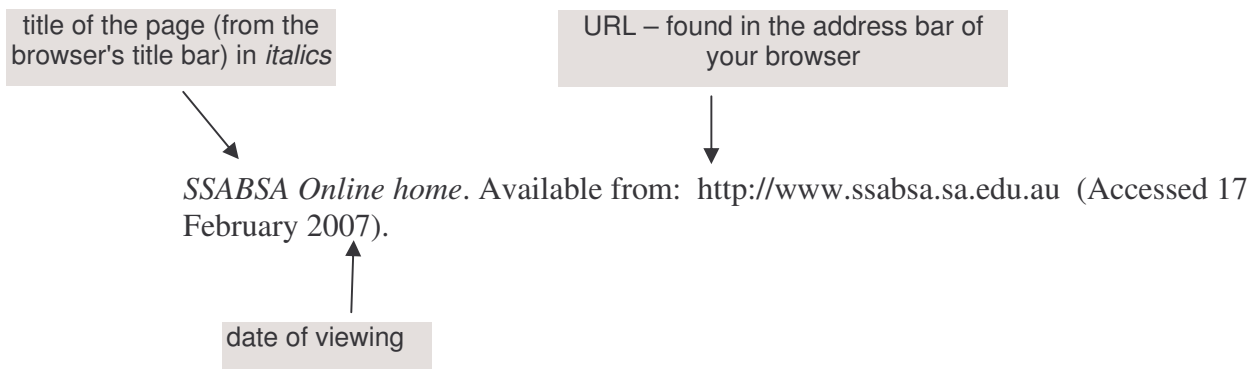 title of the page (from the
browser's title bar) in italics
URL – found in the address bar of
your browser
SSABSA Online home. Available from: http://www.ssabsa.sa.edu.au (Accessed 17
February 2007).
date of viewing